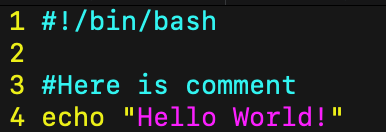 1 #!/bin/bash
2
3 #Here is comment
4 echo "Hello World!"